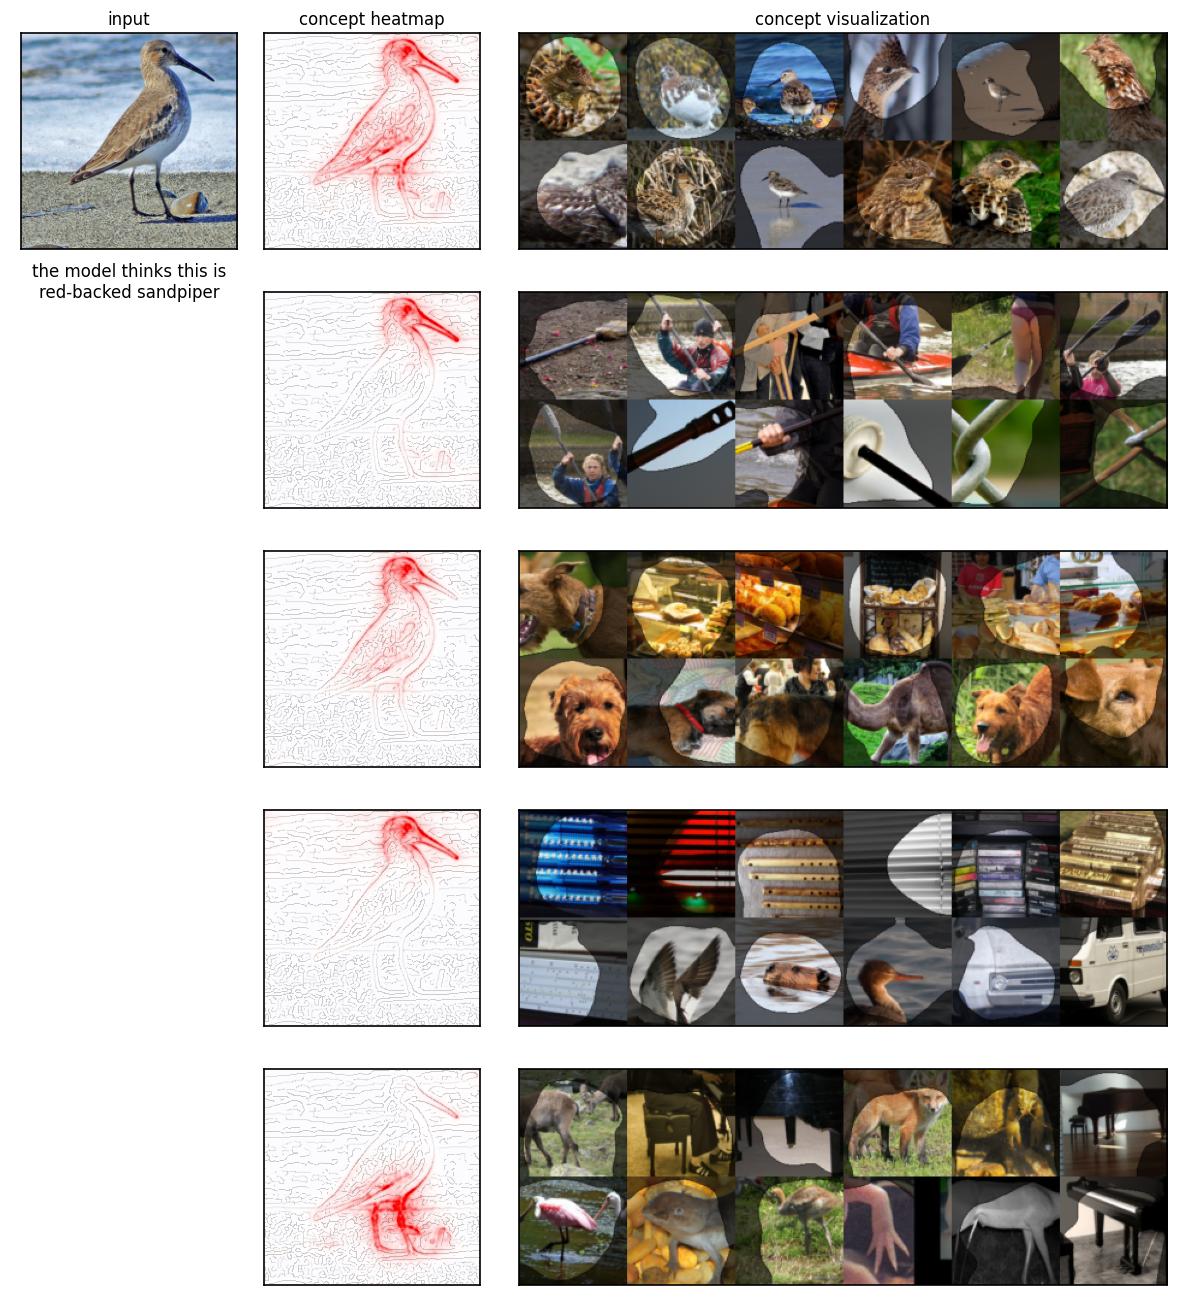 input
concept heatmap
concept visualization
the model thinks this is
red-backed sandpiper